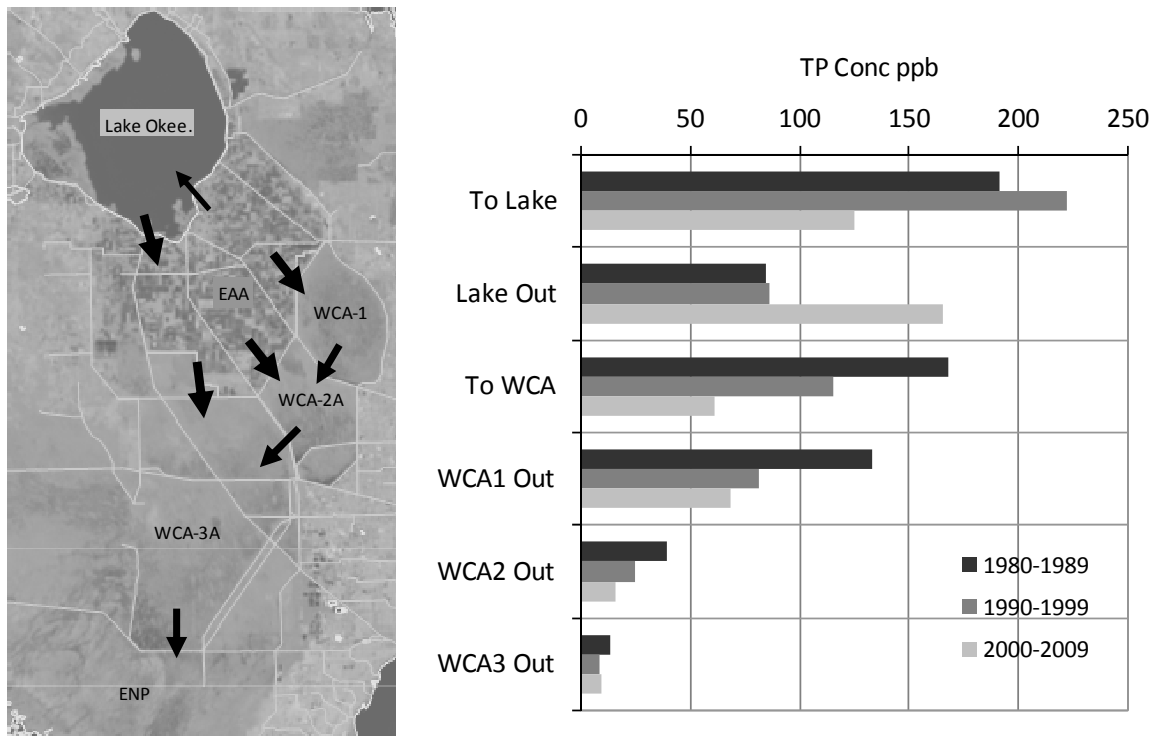 Lake Okee.
EAA
WCA-1
WCA-2A
WCA-3A
ENP
TP Conc ppb
0 50 100 150 200 250
To Lake
Lake Out
To WCA
WCA1 Out
WCA2 Out
WCA3 Out
1980-1989
1990-1999
2000-2009